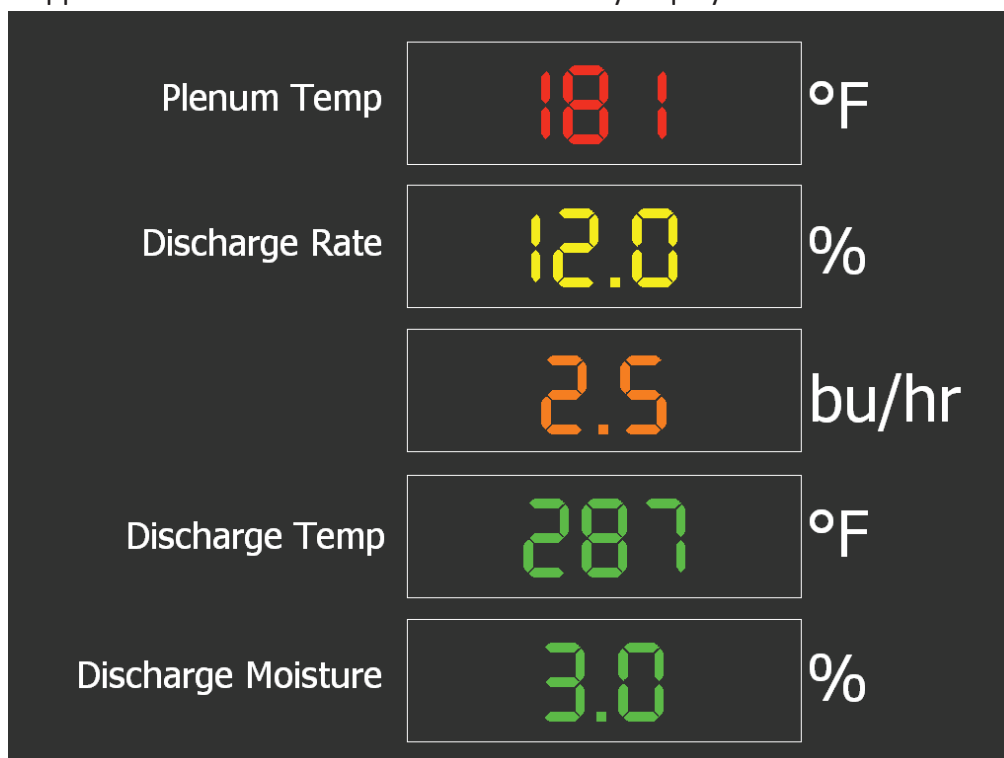 Plenum Temp 181 °F
Discharge Rate 12.0 %
2.5 bu/hr
Discharge Temp 287 °F
Discharge Moisture 3.0 %